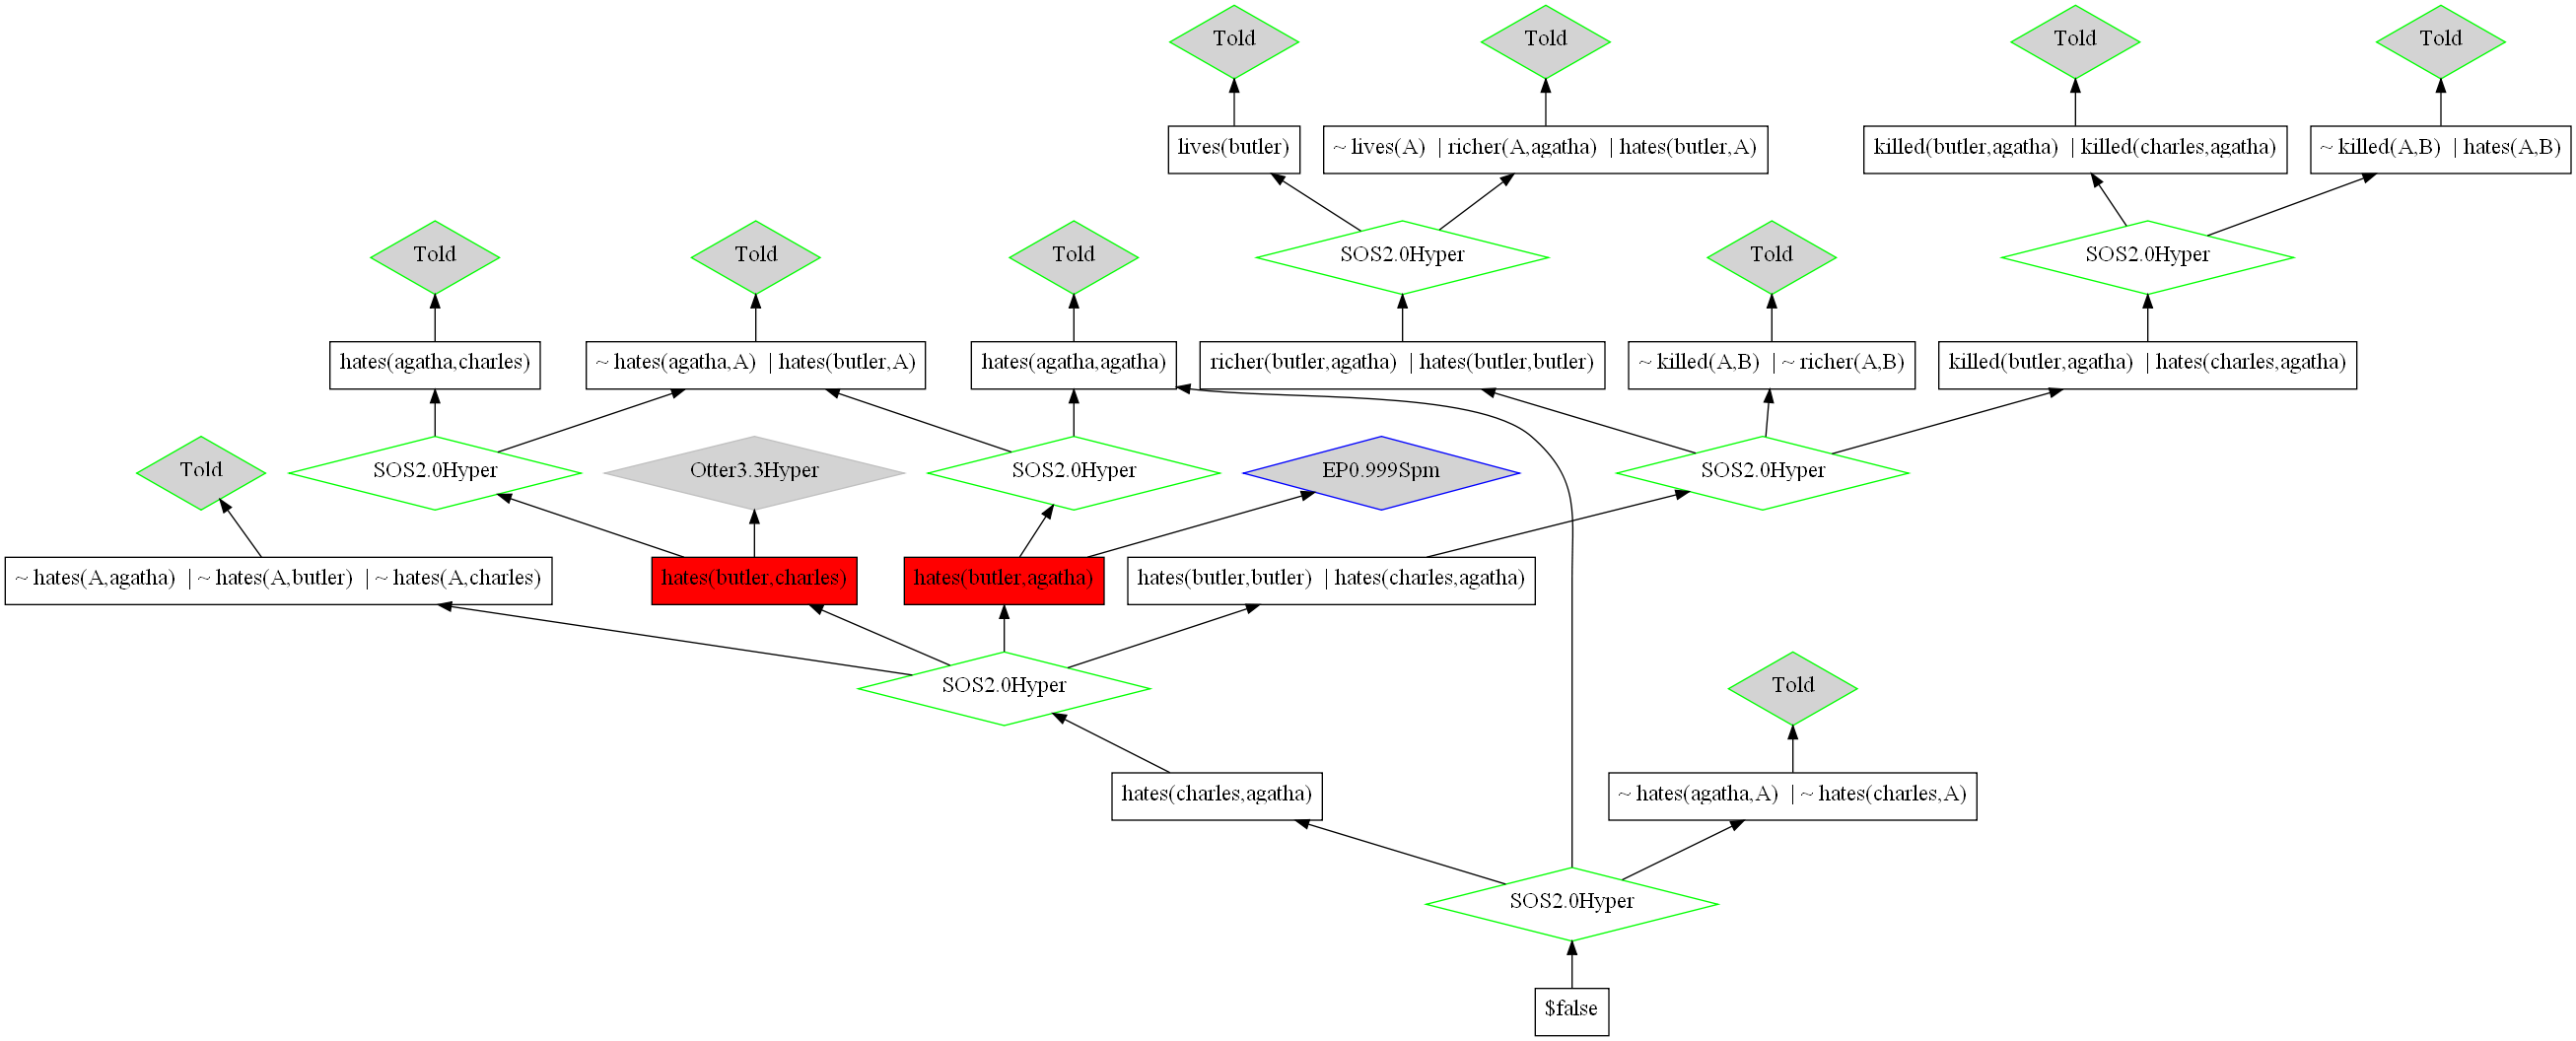 Told
Told
Told
Told
lives(butler)
~ lives(A) | richer(A,agatha) | hates(butler,A)
killed(butler,agatha) | killed(charles,agatha)
~ killed(A,B) | hates(A,B)
Told
Told
Told
SOS2.0Hyper
Told
SOS2.0Hyper
hates(agatha,charles)
~ hates(agatha,A) | hates(butler,A)
hates(agatha,agatha)
richer(butler,agatha) | hates(butler,butler)
~ killed(A,B) | ~ richer(A,B)
killed(butler,agatha) | hates(charles,agatha)
Told
SOS2.0Hyper
Otter3.3Hyper
SOS2.0Hyper
EP0.999Spm
SOS2.0Hyper
~ hates(A,agatha) | ~ hates(A,butler) | ~ hates(A,charles)
hates(butler,charles)
hates(butler,agatha)
hates(butler,butler) | hates(charles,agatha)
SOS2.0Hyper
Told
hates(charles,agatha)
~ hates(agatha,A) | ~ hates(charles,A)
SOS2.0Hyper
$false